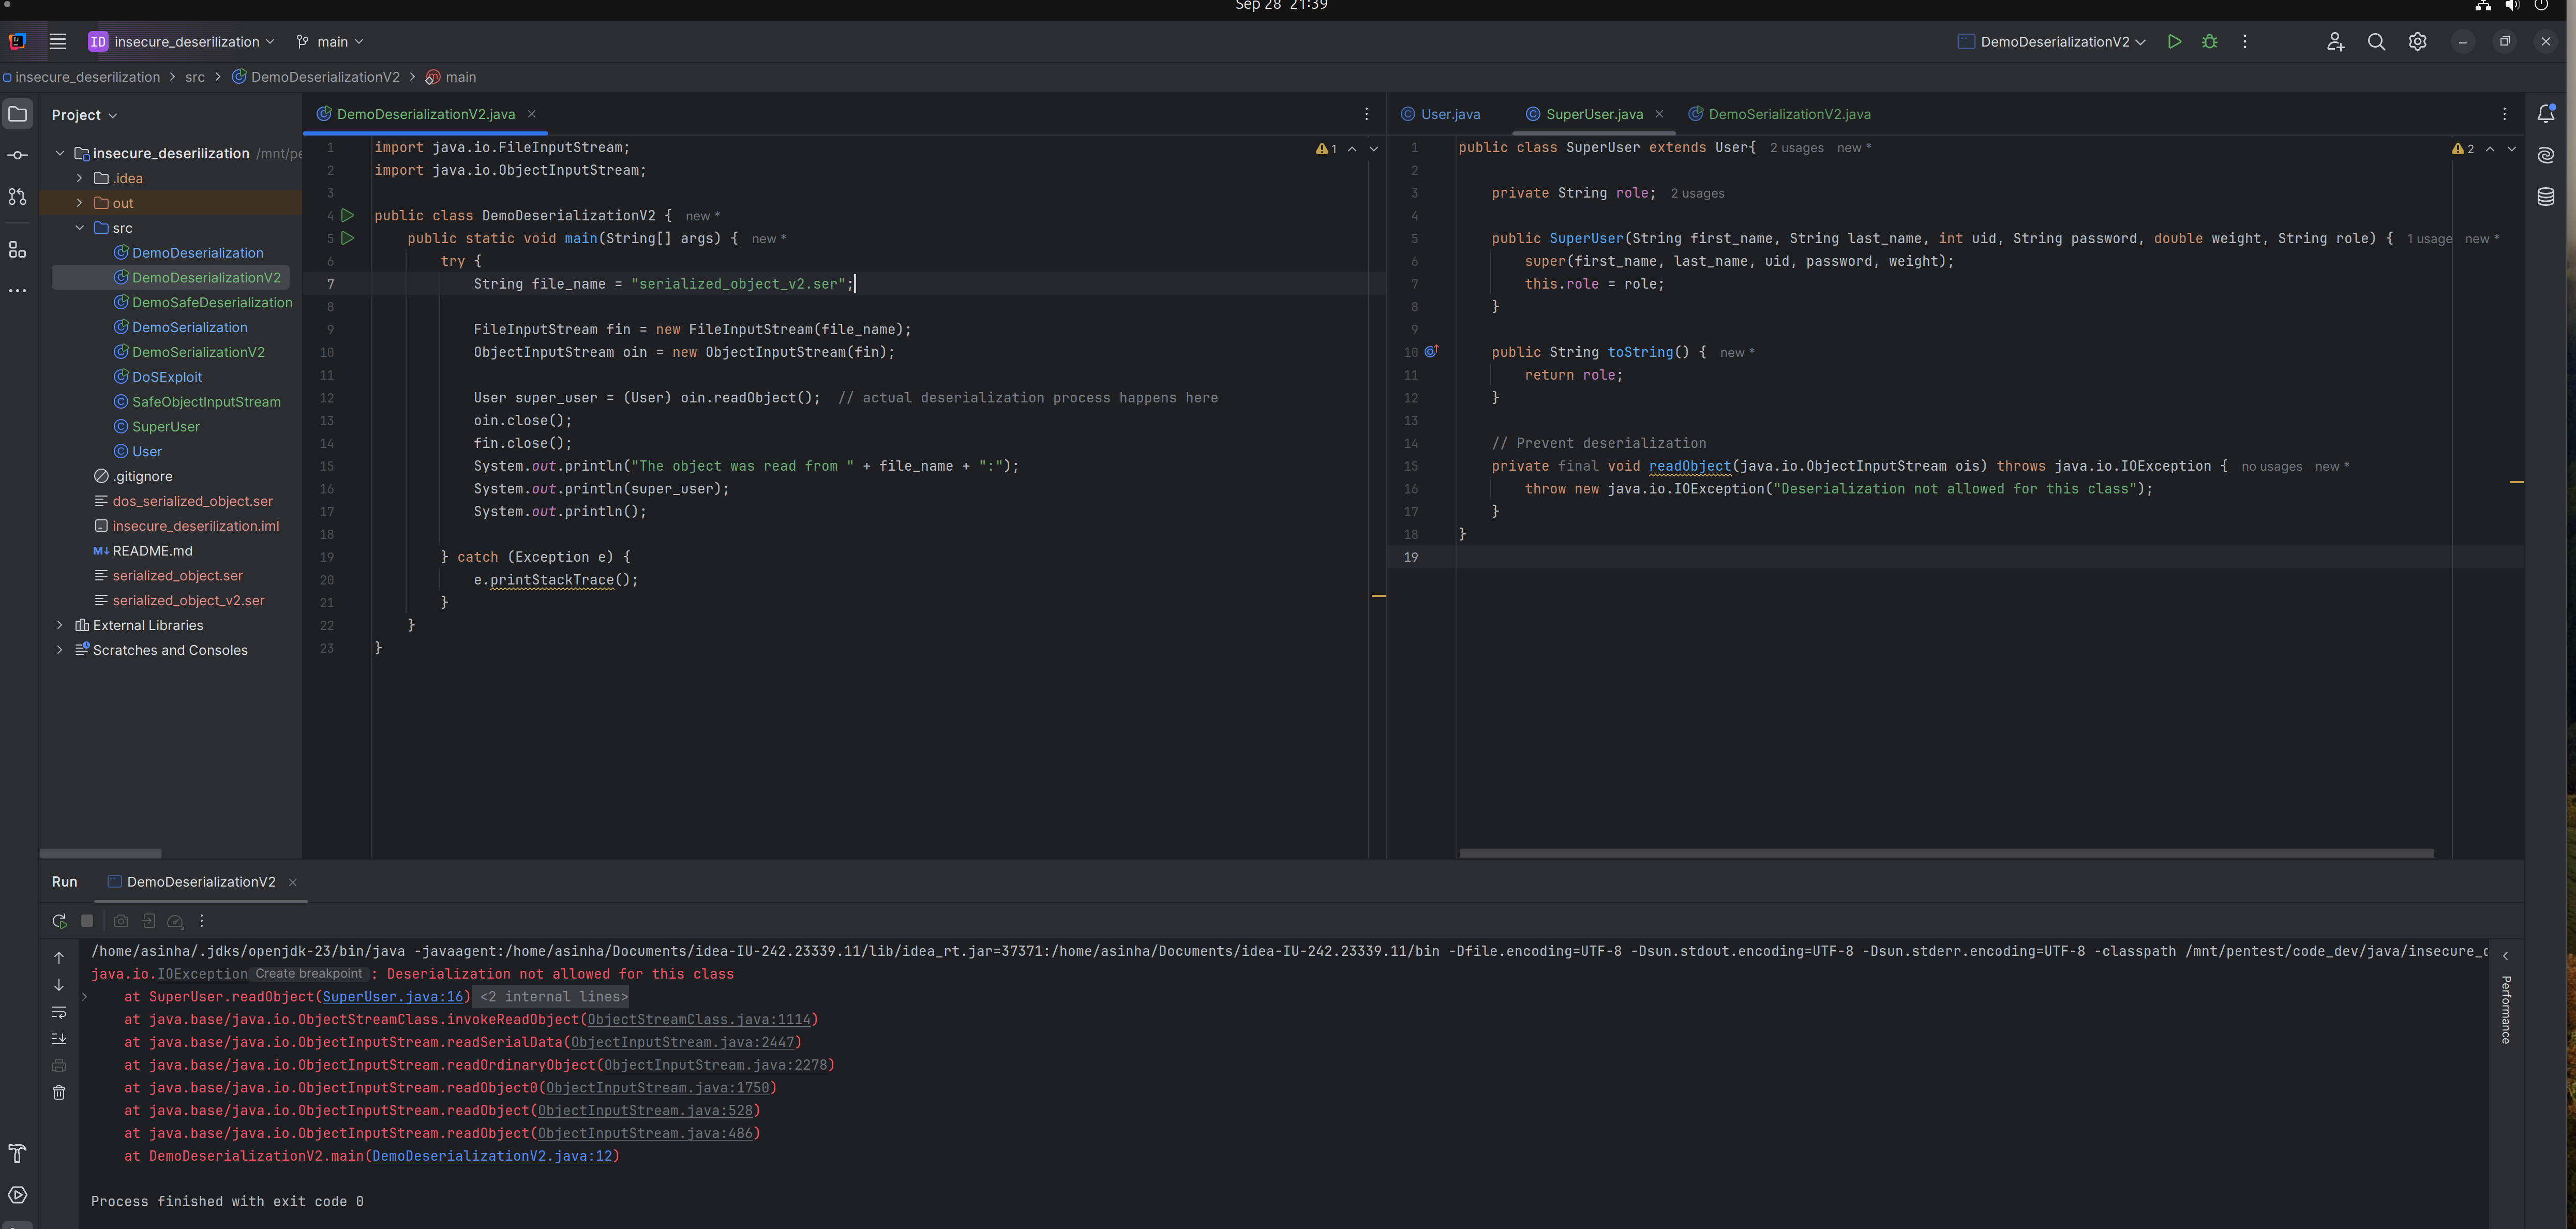 Sep 28 21:39
ID insecure_deserilization main DemoDeserializationV2
insecure_deserilization > src > DemoDeserializationV2 > main
Project
insecure_deserilization /mnt/pe
.idea
out
src
DemoDeserialization
DemoDeserializationV2
DemoSafeDeserialization
DemoSerialization
DemoSerializationV2
DoSExploit
SafeObjectInputStream
SuperUser
User
.gitignore
dos_serialized_object.ser
insecure_deserilization.iml
M↓ README.md
serialized_object.ser
serialized_object_v2.ser
External Libraries
Scratches and Consoles
DemoDeserializationV2.java
1 import java.io.FileInputStream;
2 import java.io.ObjectInputStream;
3
4 public class DemoDeserializationV2 { new *
5 public static void main(String[] args) { new *
6 try {
7 String file_name = "serialized_object_v2.ser";
8
9 FileInputStream fin = new FileInputStream(file_name);
10 ObjectInputStream oin = new ObjectInputStream(fin);
11
12 User super_user = (User) oin.readObject(); // actual deserialization process happens here
13 oin.close();
14 fin.close();
15 System.out.println("The object was read from " + file_name + ":");
16 System.out.println(super_user);
17 System.out.println();
18
19 } catch (Exception e) {
20 e.printStackTrace();
21 }
22 }
23 }
1
User.java SuperUser.java DemoSerializationV2.java
1 public class SuperUser extends User{ 2 usages new *
2
3 private String role; 2 usages
4
5 public SuperUser(String first_name, String last_name, int uid, String password, double weight, String role) { 1 usage new *
6 super(first_name, last_name, uid, password, weight);
7 this.role = role;
8 }
9
10 public String toString() { new *
11 return role;
12 }
13
14 // Prevent deserialization
15 private final void readObject(java.io.ObjectInputStream ois) throws java.io.IOException { no usages new *
16 throw new java.io.IOException("Deserialization not allowed for this class");
17 }
18 }
19
2
Run DemoDeserializationV2
/home/asinha/.jdks/openjdk-23/bin/java -javaagent:/home/asinha/Documents/idea-IU-242.23339.11/lib/idea_rt.jar=37371:/home/asinha/Documents/idea-IU-242.23339.11/bin -Dfile.encoding=UTF-8 -Dsun.stdout.encoding=UTF-8 -Dsun.stderr.encoding=UTF-8 -classpath /mnt/pentest/code_dev/java/insecure_d
java.io.IOException Create breakpoint : Deserialization not allowed for this class
at SuperUser.readObject(SuperUser.java:16) <2 internal lines>
at java.base/java.io.ObjectStreamClass.invokeReadObject(ObjectStreamClass.java:1114)
at java.base/java.io.ObjectInputStream.readSerialData(ObjectInputStream.java:2447)
at java.base/java.io.ObjectInputStream.readOrdinaryObject(ObjectInputStream.java:2278)
at java.base/java.io.ObjectInputStream.readObject0(ObjectInputStream.java:1750)
at java.base/java.io.ObjectInputStream.readObject(ObjectInputStream.java:528)
at java.base/java.io.ObjectInputStream.readObject(ObjectInputStream.java:486)
at DemoDeserializationV2.main(DemoDeserializationV2.java:12)
Process finished with exit code 0
Performance